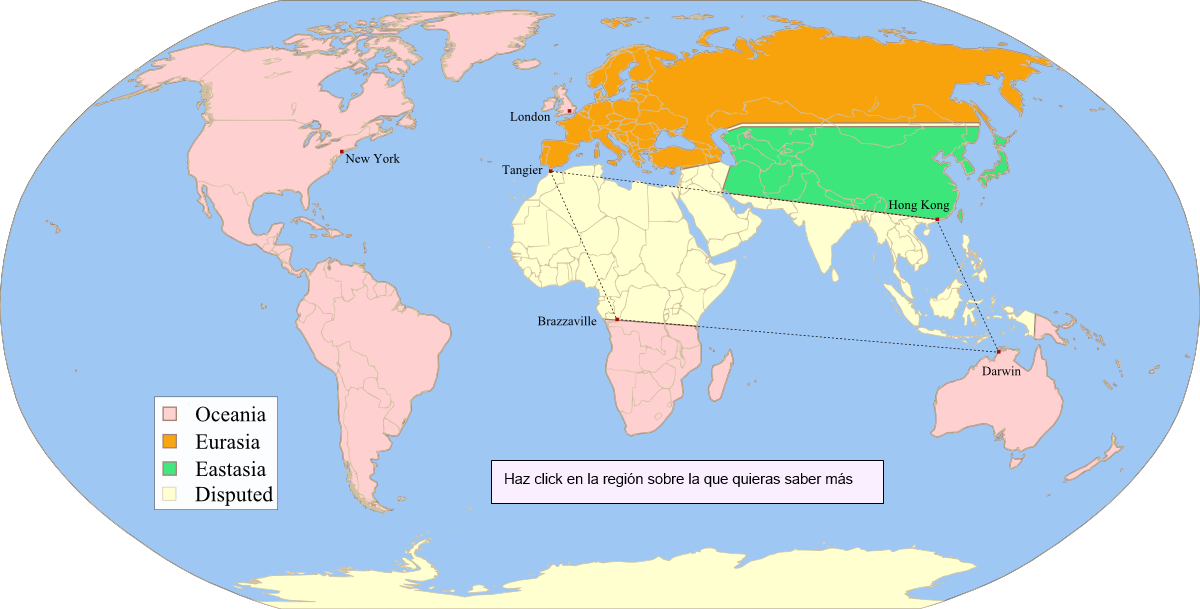 London
New York
Tangier
Hong Kong
Brazzaville
Darwin
Oceania
Eurasia
Eastasia
Disputed
Haz click en la región sobre la que quieras saber más